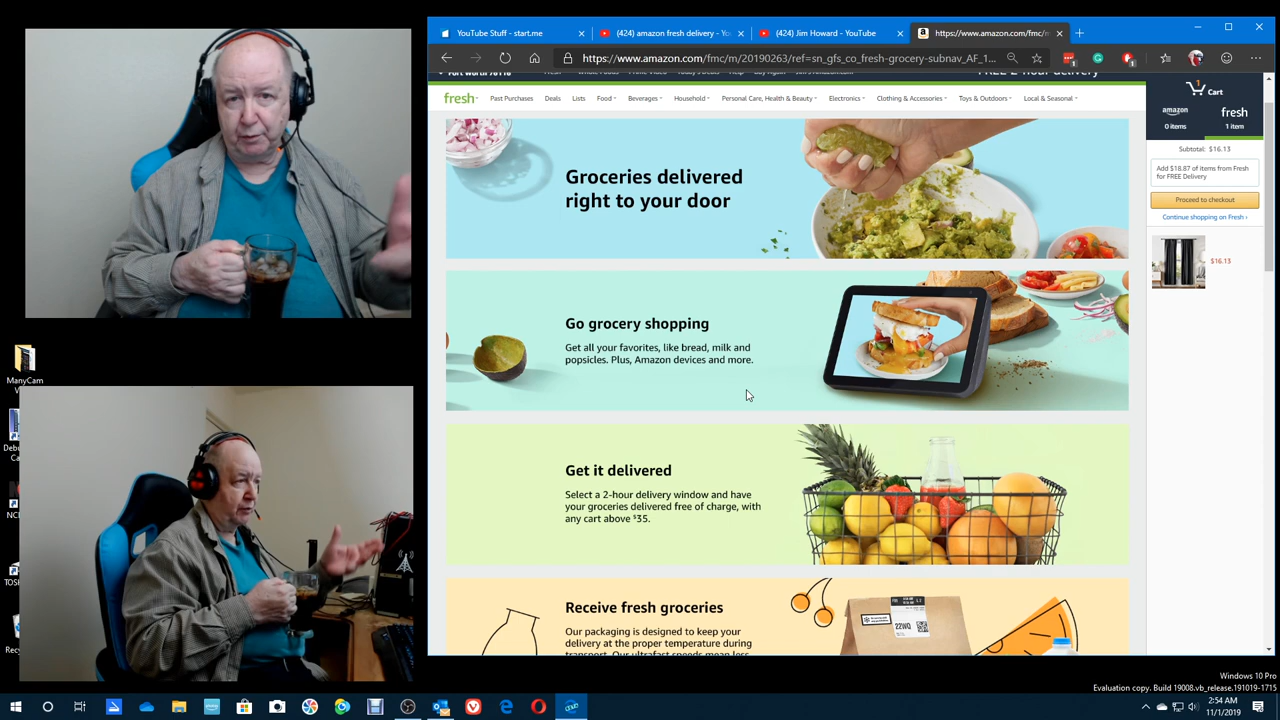 YouTube Stuff - start.me
(424) amazon fresh delivery - Yo
(424) Jim Howard - YouTube
https://www.amazon.com/fmc/m
https://www.amazon.com/fmc/m/20190263/ref=sn_gfs_co_fresh-grocery-subnav_AF_1...
fresh
Past Purchases
Deals
Lists
Food
Beverages
Household
Personal Care, Health & Beauty
Electronics
Clothing & Accessories
Toys & Outdoors
Local & Seasonal
1
Cart
amazon
0 items
fresh
1 item
Subtotal: $16.13
Add $18.87 of items from Fresh
for FREE Delivery
Proceed to checkout
Continue shopping on Fresh ›
$16.13
Groceries delivered
right to your door
Go grocery shopping
Get all your favorites, like bread, milk and
popsicles. Plus, Amazon devices and more.
Get it delivered
Select a 2-hour delivery window and have
your groceries delivered free of charge, with
any cart above $35.
Receive fresh groceries
Our packaging is designed to keep your
delivery at the proper temperature during
transport. Our ultrafast speeds mean less
22WQ
ManyCam
Windows 10 Pro
Evaluation copy. Build 19008.vb_release.191019-1715
2:54 AM
11/1/2019